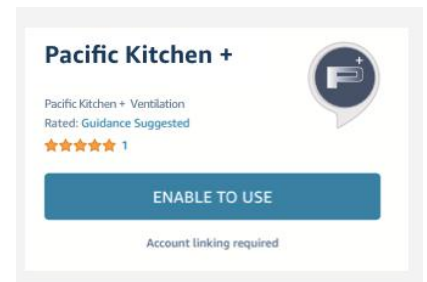 Pacific Kitchen +
P+
Pacific Kitchen + Ventilation
Rated: Guidance Suggested
1
ENABLE TO USE
Account linking required